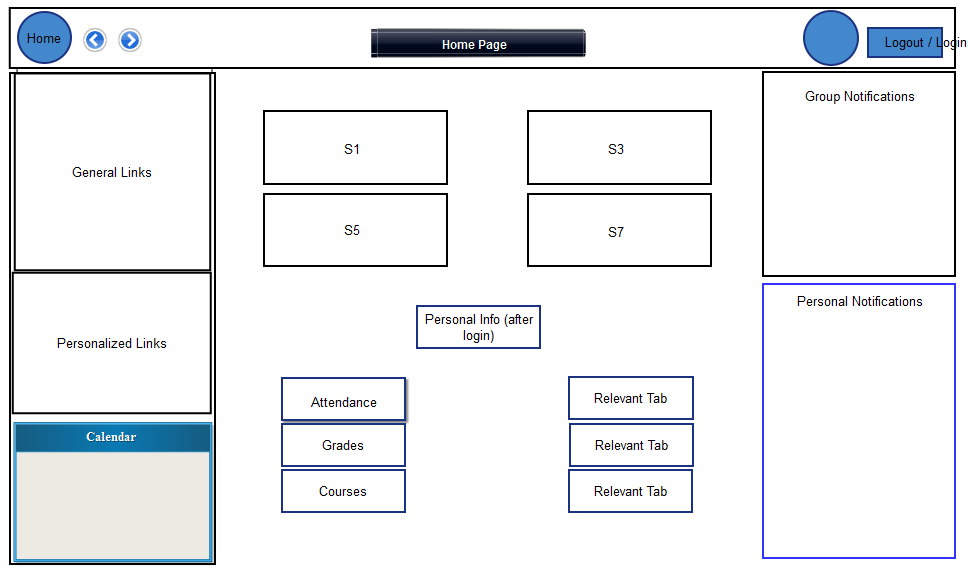 Home
Home Page
Logout / Login
General Links
Personalized Links
Calendar
S1
S3
S5
S7
Personal Info (after
login)
Attendance
Relevant Tab
Grades
Relevant Tab
Courses
Relevant Tab
Group Notifications
Personal Notifications